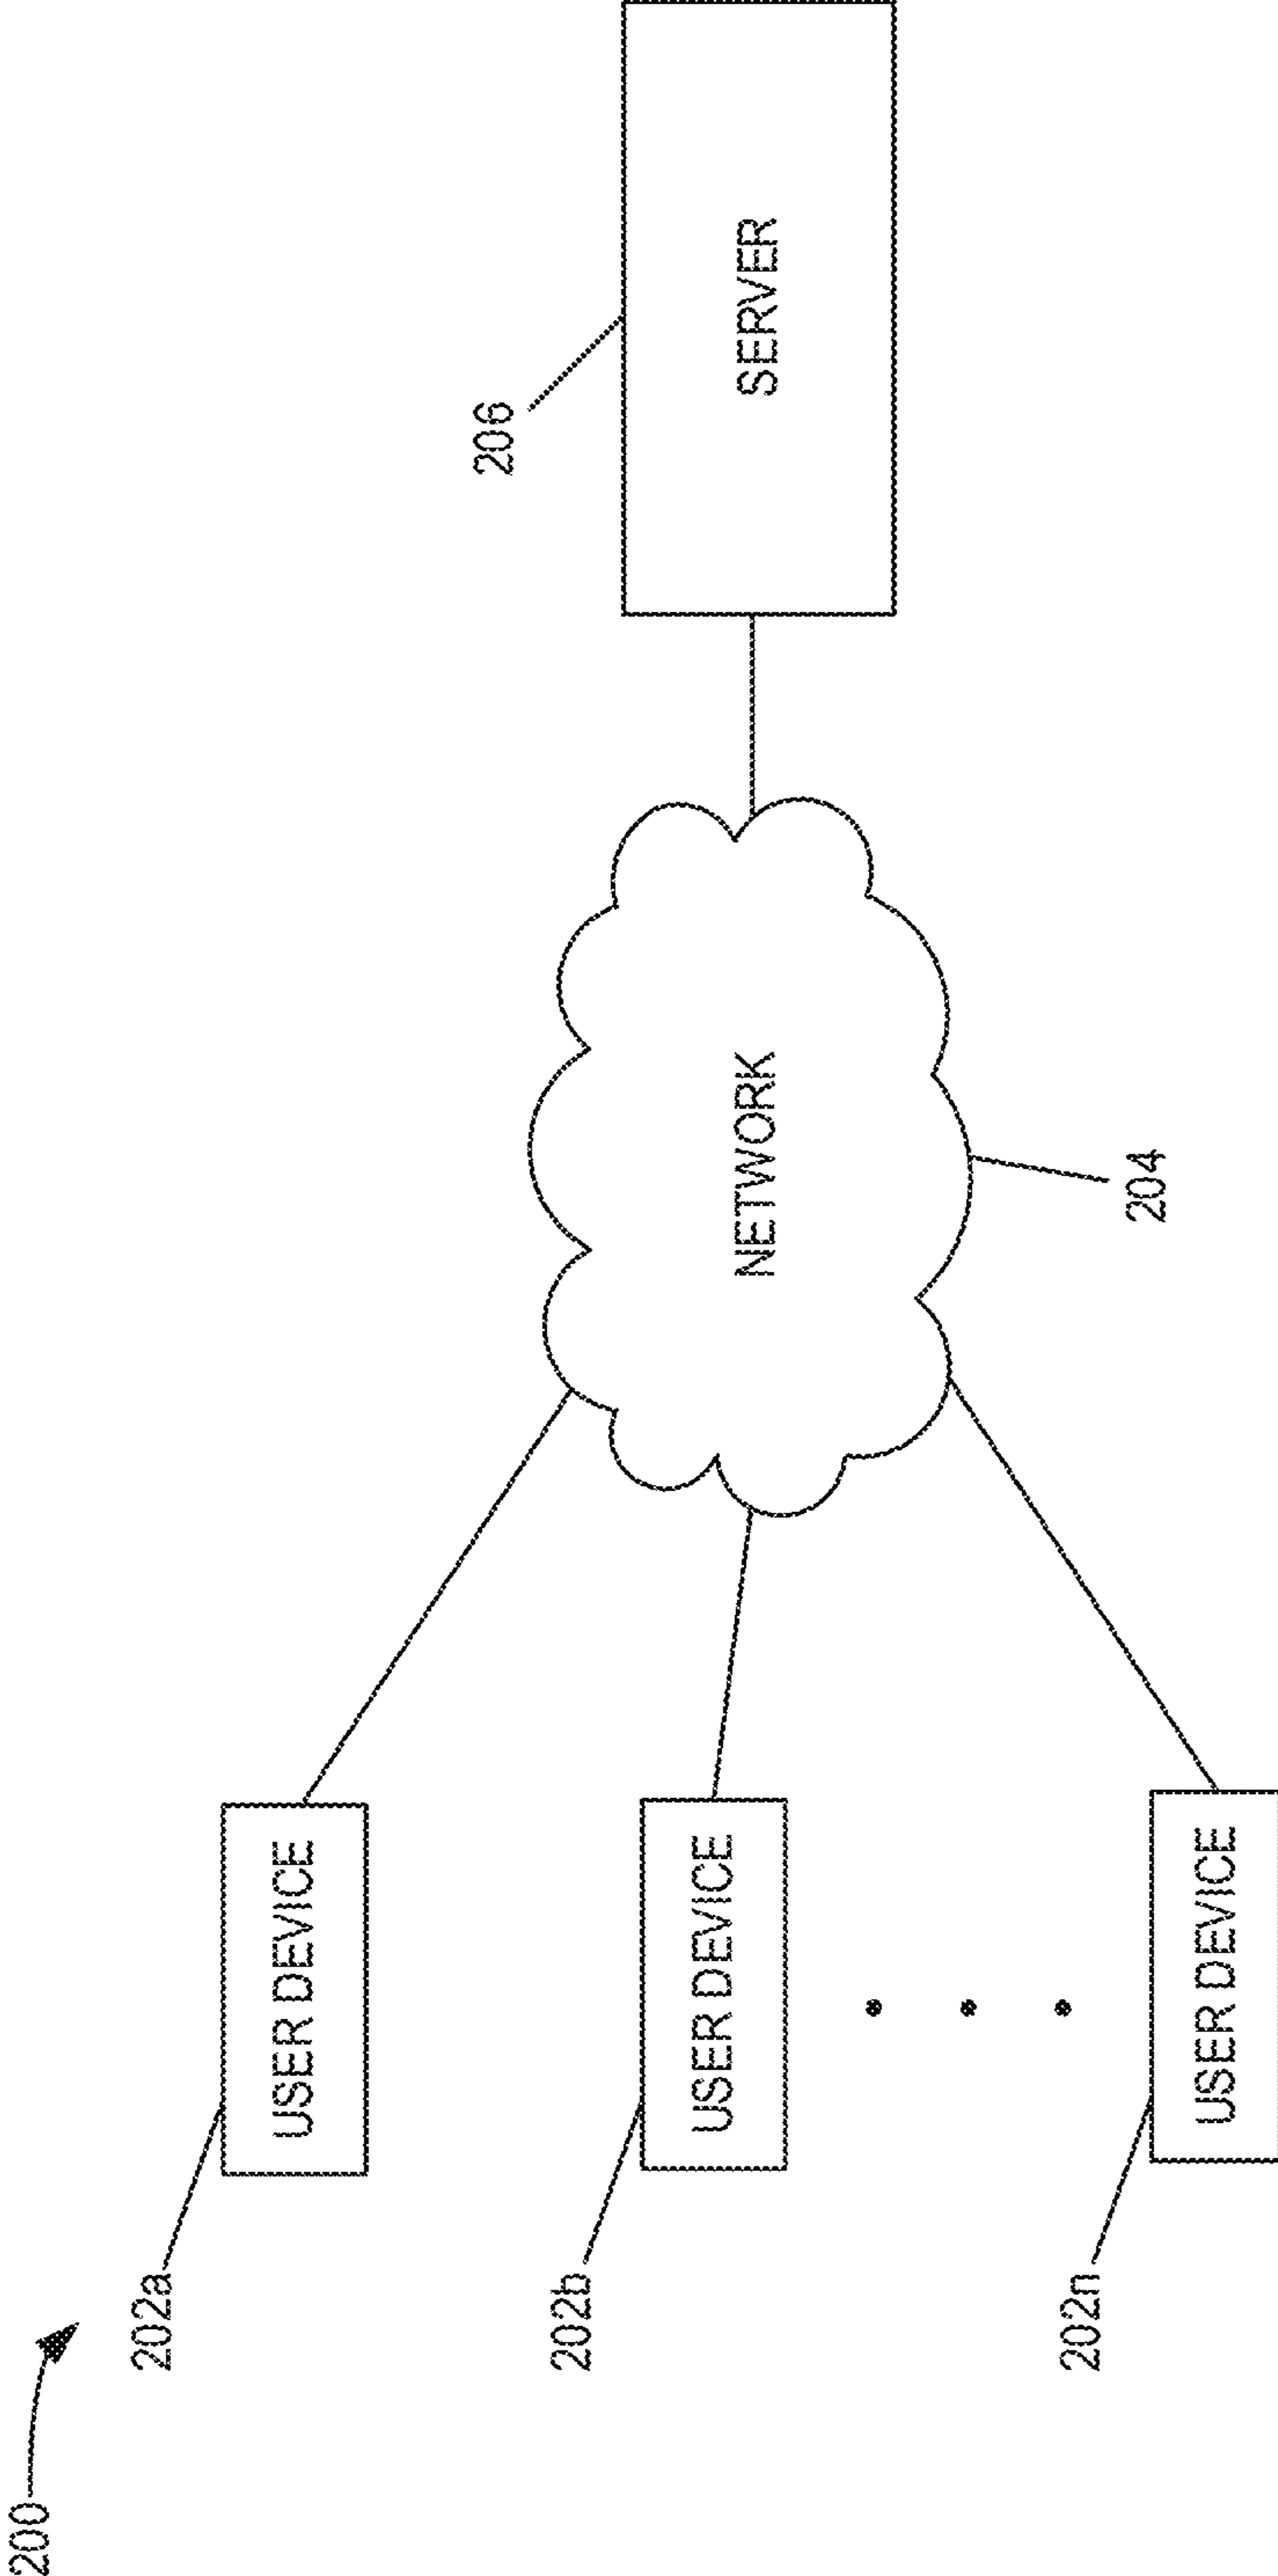 200
202a
USER DEVICE
202b
USER DEVICE
202n
USER DEVICE
NETWORK
204
206
SERVER